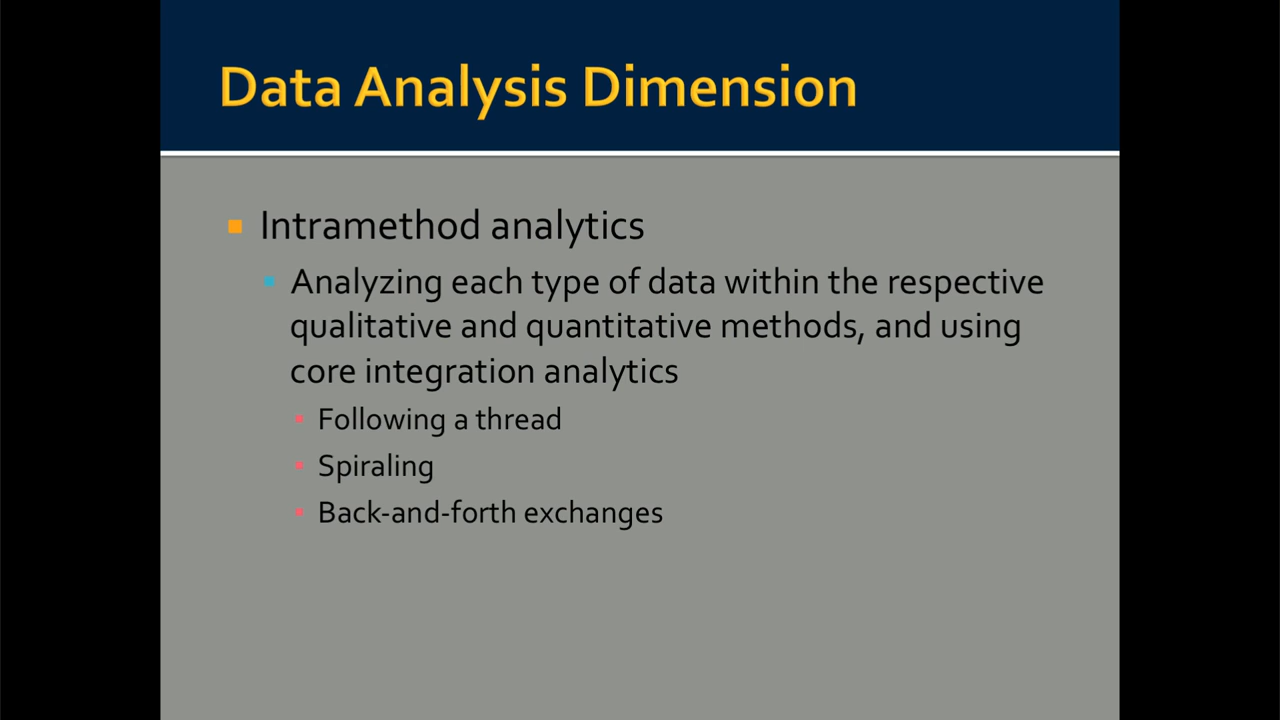 Data Analysis Dimension
Intramethod analytics
Analyzing each type of data within the respective
qualitative and quantitative methods, and using
core integration analytics
Following a thread
Spiraling
Back-and-forth exchanges